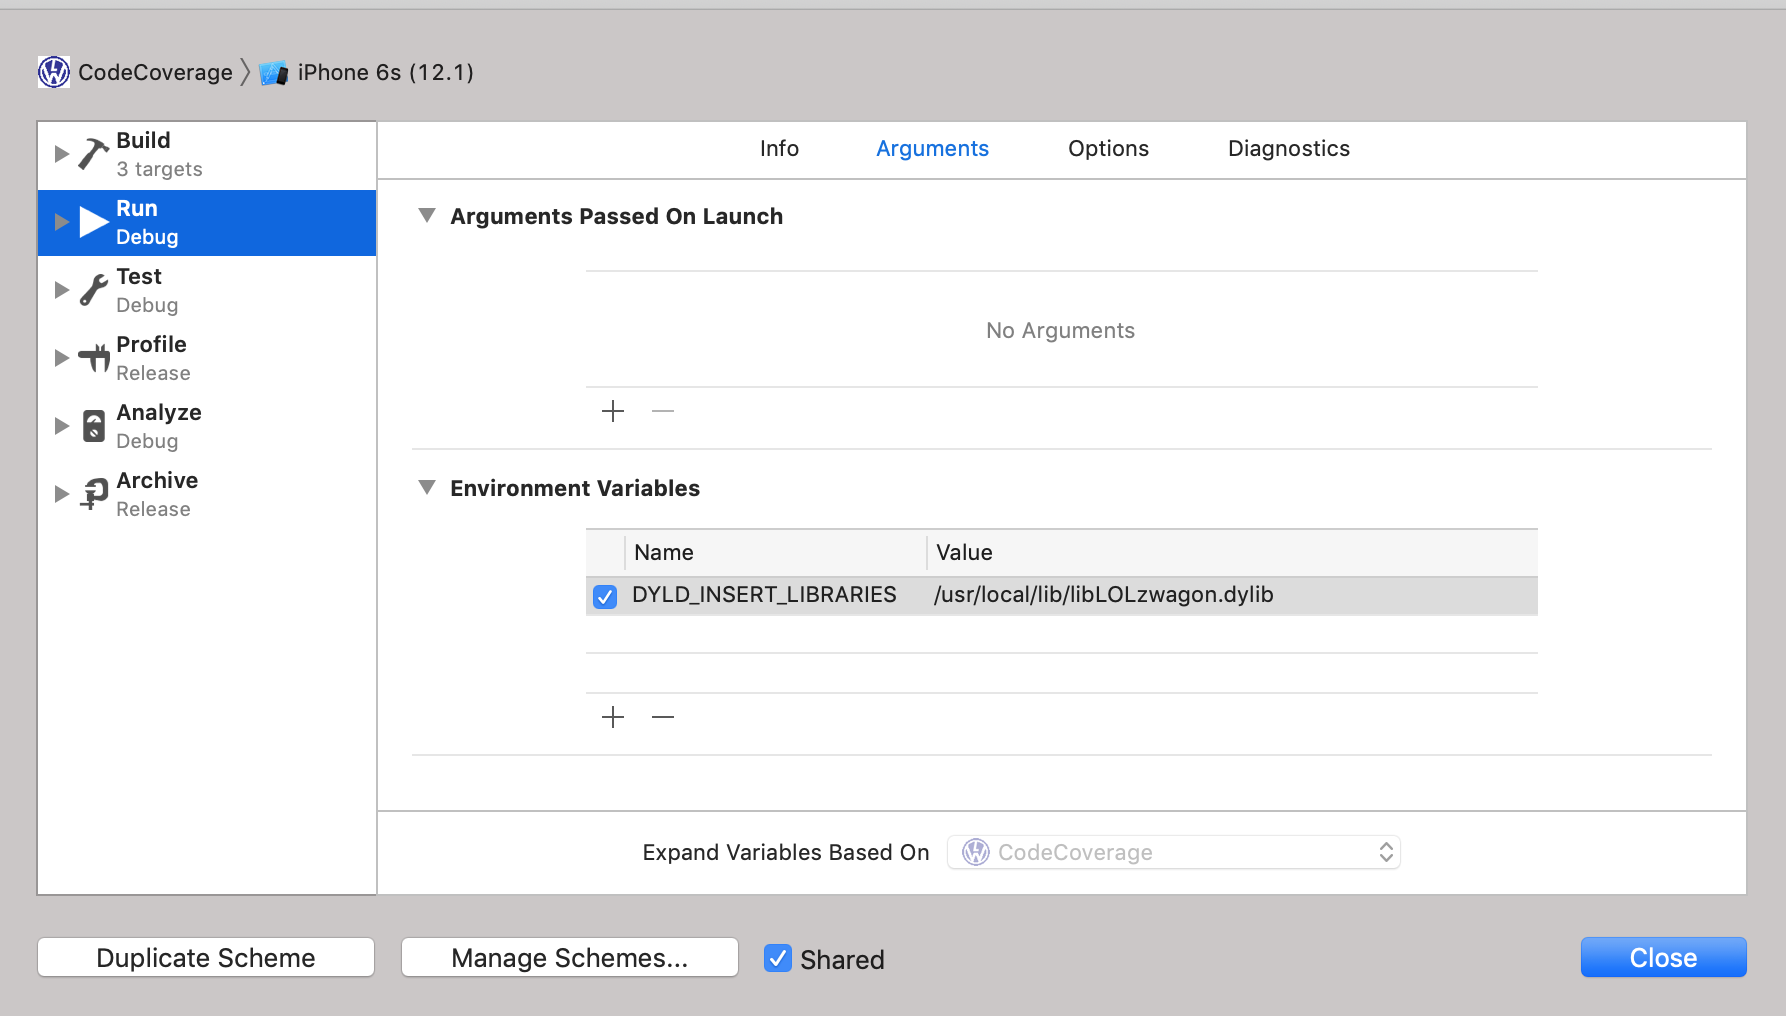 CodeCoverage iPhone 6s (12.1)
Build
3 targets
Run
Debug
Test
Debug
Profile
Release
Analyze
Debug
Archive
Release
Info Arguments Options Diagnostics
Arguments Passed On Launch
No Arguments
Environment Variables
Name Value
DYLD_INSERT_LIBRARIES /usr/local/lib/libLOLzwagon.dylib
Expand Variables Based On CodeCoverage
Duplicate Scheme Manage Schemes... Shared Close